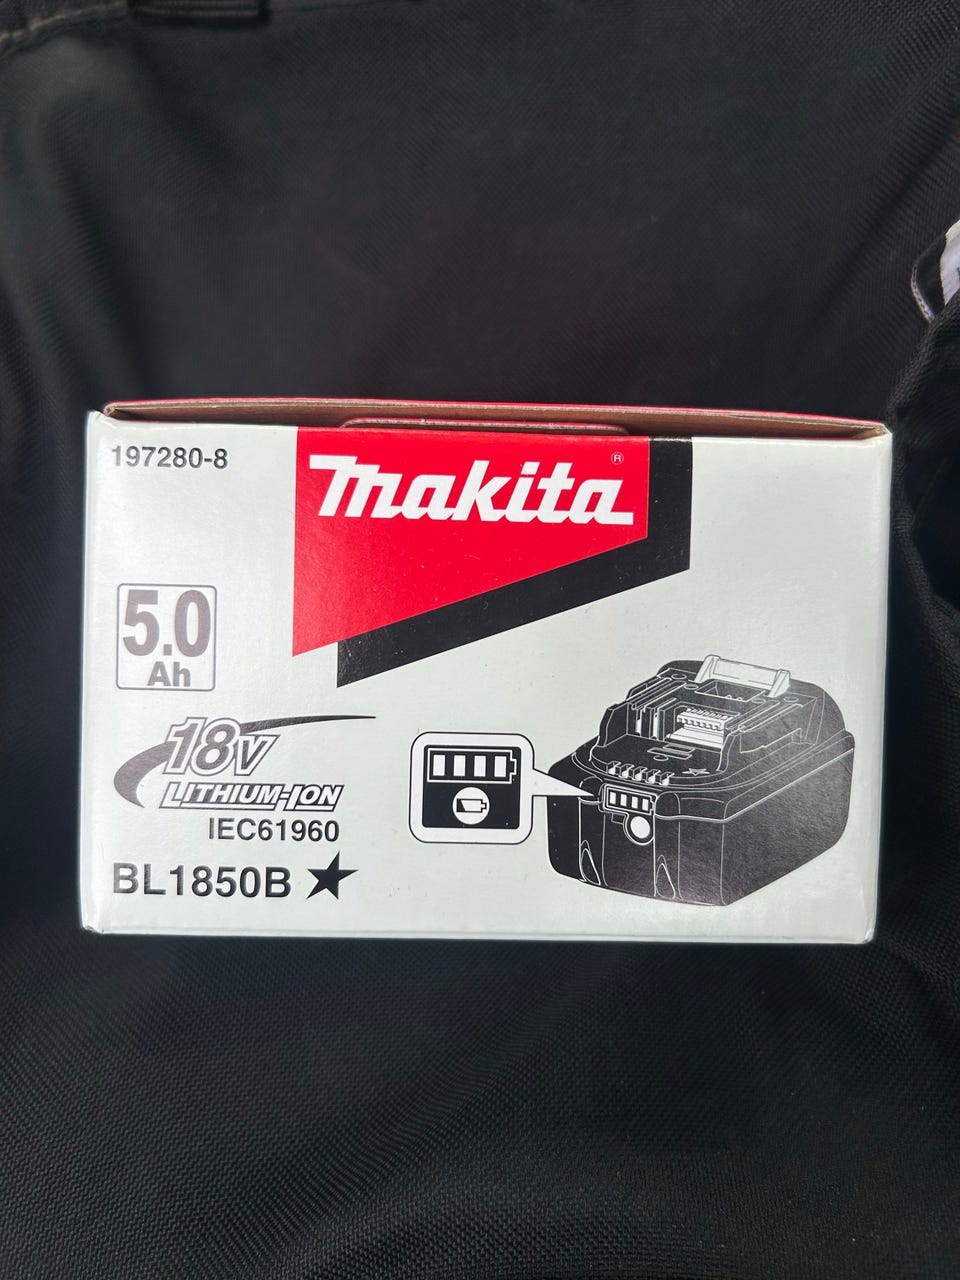 197280-8
makita®
5.0
Ah
18V
LITHIUM-ION
IEC61960
BL1850B ★